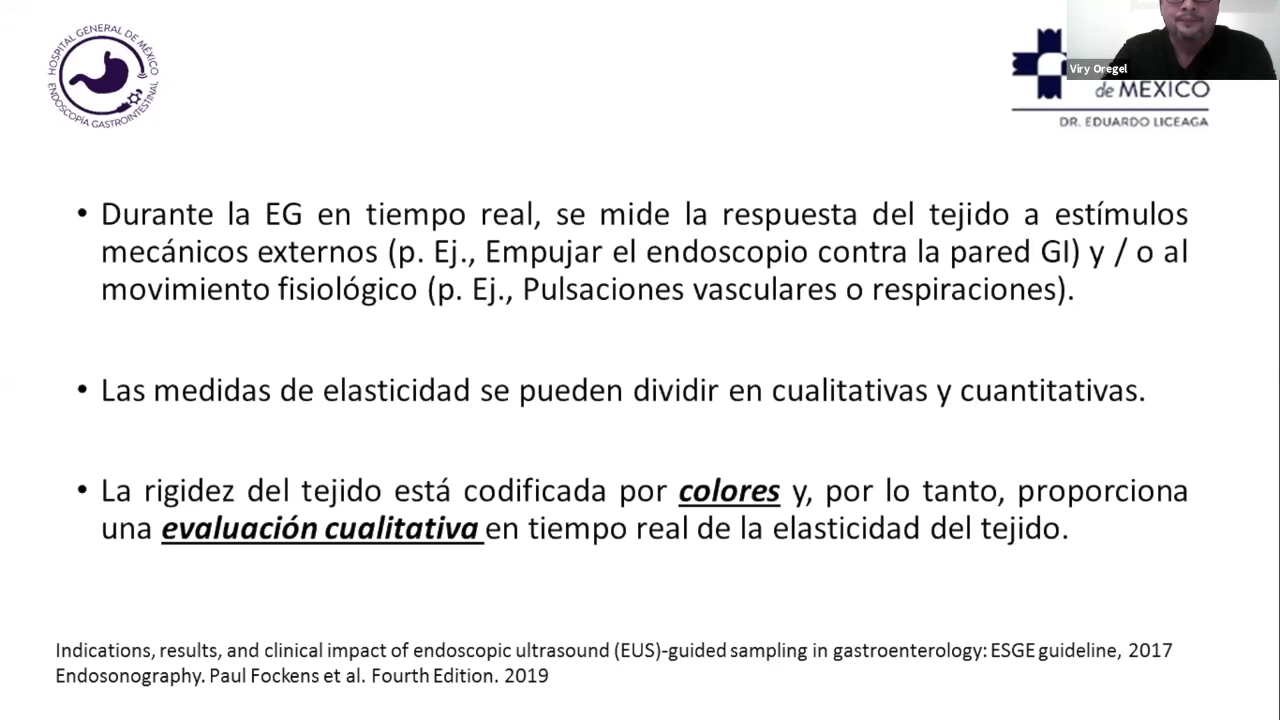 HOSPITAL GENERAL DE MÉXICO
ENDOSCOPÍA GASTROINTESTINAL
Viry Oregel
de MÉXICO
DR. EDUARDO LICEAGA
• Durante la EG en tiempo real, se mide la respuesta del tejido a estímulos
mecánicos externos (p. Ej., Empujar el endoscopio contra la pared GI) y / o al
movimiento fisiológico (p. Ej., Pulsaciones vasculares o respiraciones).
• Las medidas de elasticidad se pueden dividir en cualitativas y cuantitativas.
• La rigidez del tejido está codificada por colores y, por lo tanto, proporciona
una evaluación cualitativa en tiempo real de la elasticidad del tejido.
Indications, results, and clinical impact of endoscopic ultrasound (EUS)-guided sampling in gastroenterology: ESGE guideline, 2017
Endosonography. Paul Fockens et al. Fourth Edition. 2019